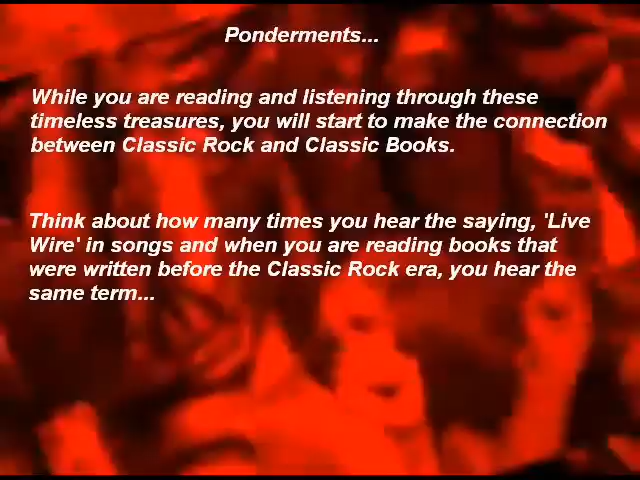 Ponderments...
While you are reading and listening through these
timeless treasures, you will start to make the connection
between Classic Rock and Classic Books.
Think about how many times you hear the saying, 'Live
Wire' in songs and when you are reading books that
were written before the Classic Rock era, you hear the
same term...